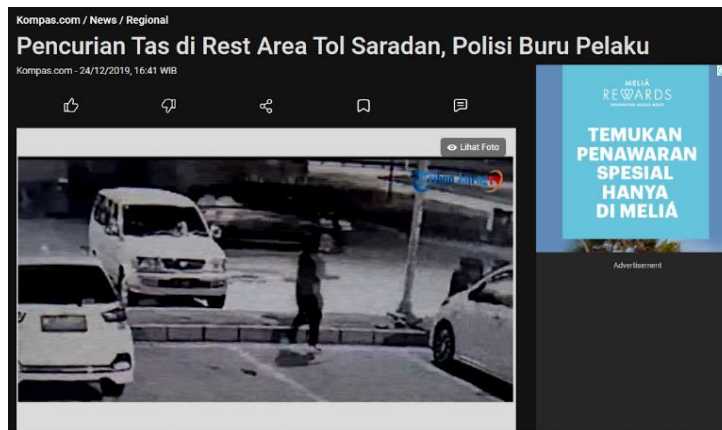 Kompas.com / News / Regional
Pencurian Tas di Rest Area Tol Saradan, Polisi Buru Pelaku
Kompas.com - 24/12/2019, 16:41 WIB
Lihat Foto
MELIÁ
REWARDS
TEMUKAN
PENAWARAN
SPESIAL
HANYA
DI MELIÁ
Advertisement